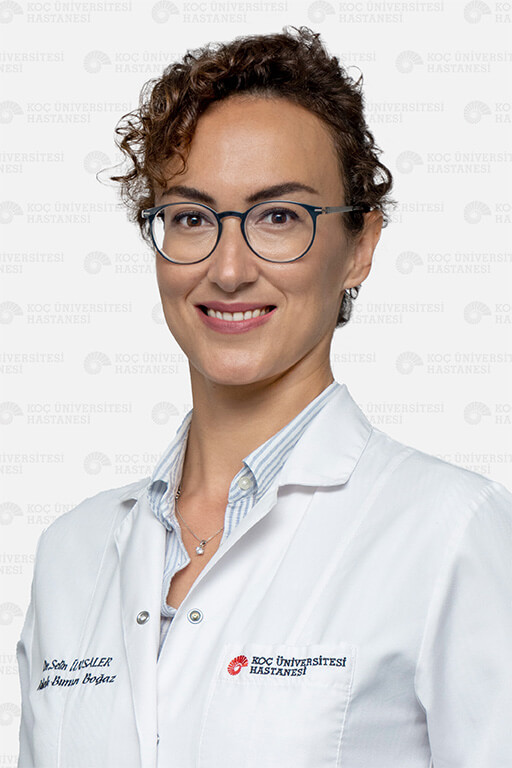 KOÇ ÜNİVERSİTESİ
HASTANESİ
Dr.Selin
Burun Boğaz
KOÇ ÜNİVERSİTESİ
HASTANESİ